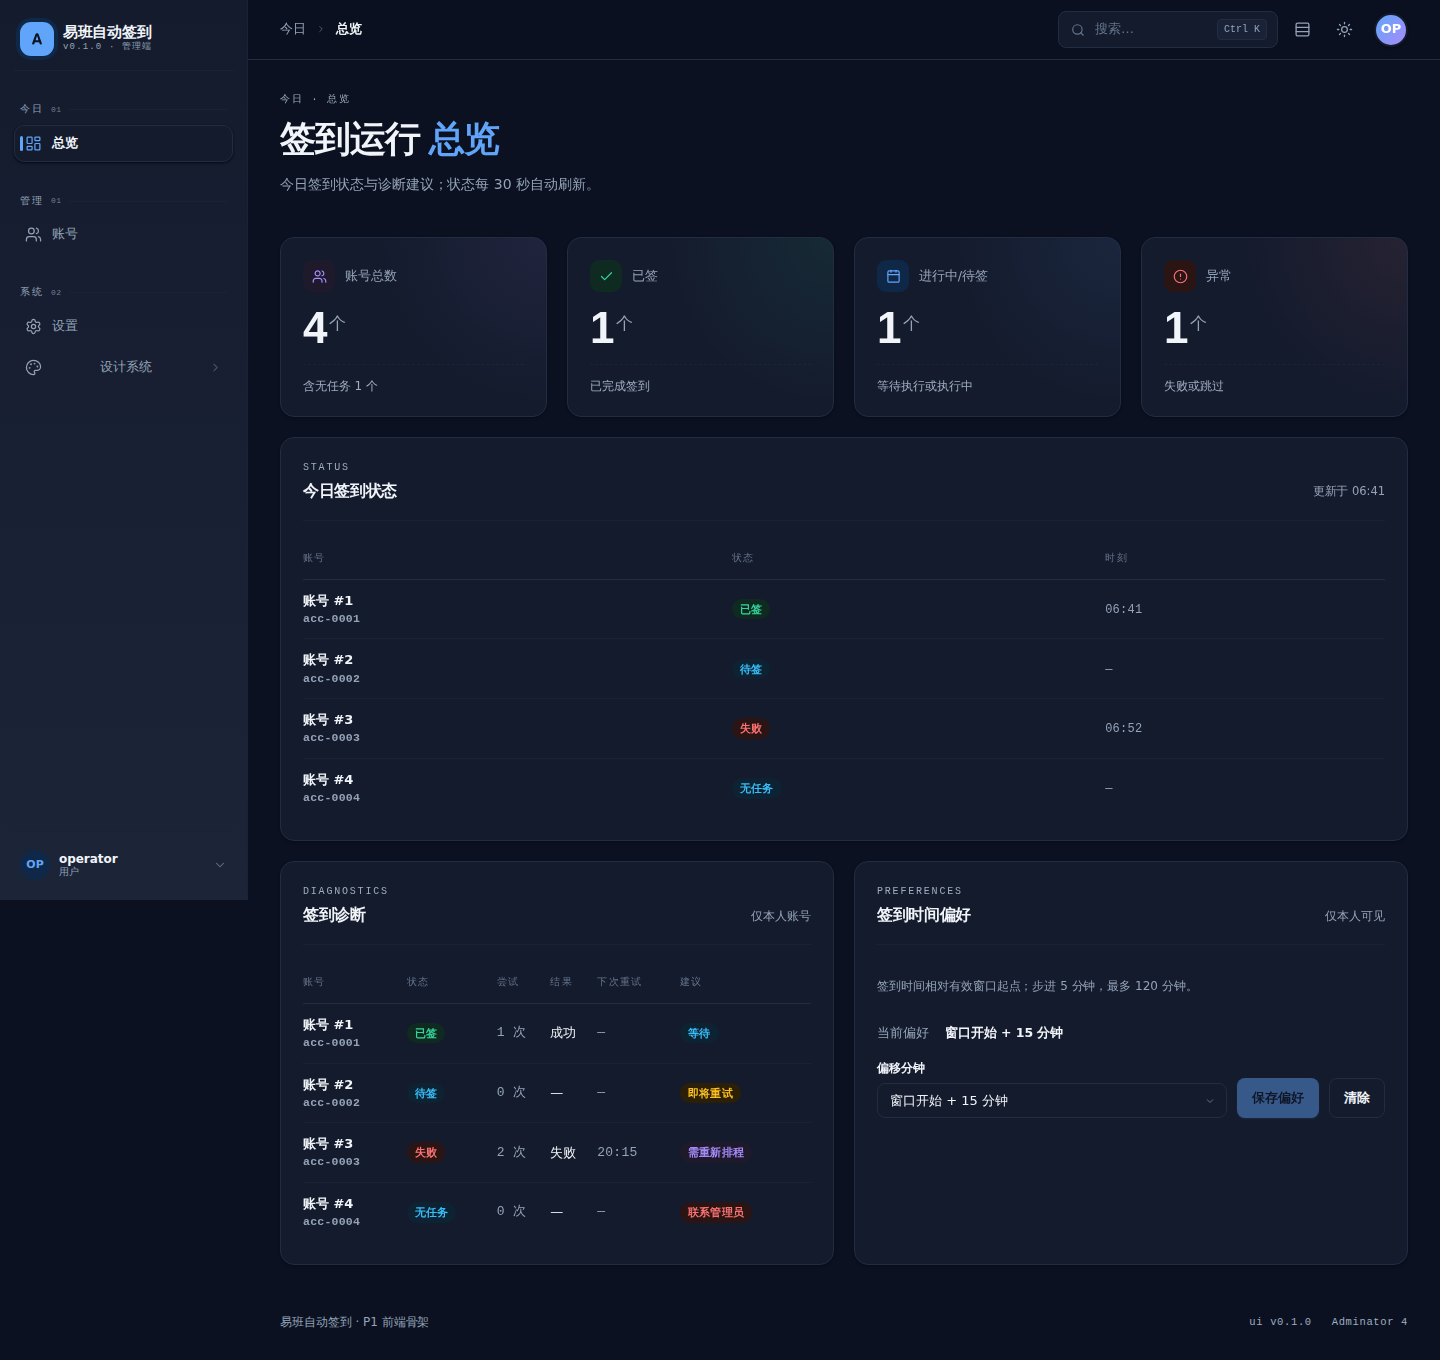 A
易班自动签到
v0.1.0 · 管理端
今日 01
总览
管理 01
账号
系统 02
设置
设计系统
OP
operator
用户
今日 › 总览
搜索…
Ctrl K
OP
今日 · 总览
签到运行 总览
今日签到状态与诊断建议；状态每 30 秒自动刷新。
账号总数
4个
含无任务 1 个
已签
1个
已完成签到
进行中/待签
1个
等待执行或执行中
异常
1个
失败或跳过
STATUS
今日签到状态
更新于 06:41
账号 状态 时刻
账号 #1
acc-0001
已签
06:41
账号 #2
acc-0002
待签
—
账号 #3
acc-0003
失败
06:52
账号 #4
acc-0004
无任务
—
DIAGNOSTICS
签到诊断
仅本人账号
账号 状态 尝试 结果 下次重试 建议
账号 #1
acc-0001
已签 1 次 成功 — 等待
账号 #2
acc-0002
待签 0 次 — — 即将重试
账号 #3
acc-0003
失败 2 次 失败 20:15 需重新排程
账号 #4
acc-0004
无任务 0 次 — — 联系管理员
PREFERENCES
签到时间偏好
仅本人可见
签到时间相对有效窗口起点；步进 5 分钟，最多 120 分钟。
当前偏好 窗口开始 + 15 分钟
偏移分钟
窗口开始 + 15 分钟
保存偏好
清除
易班自动签到 · P1 前端骨架
ui v0.1.0 Adminator 4